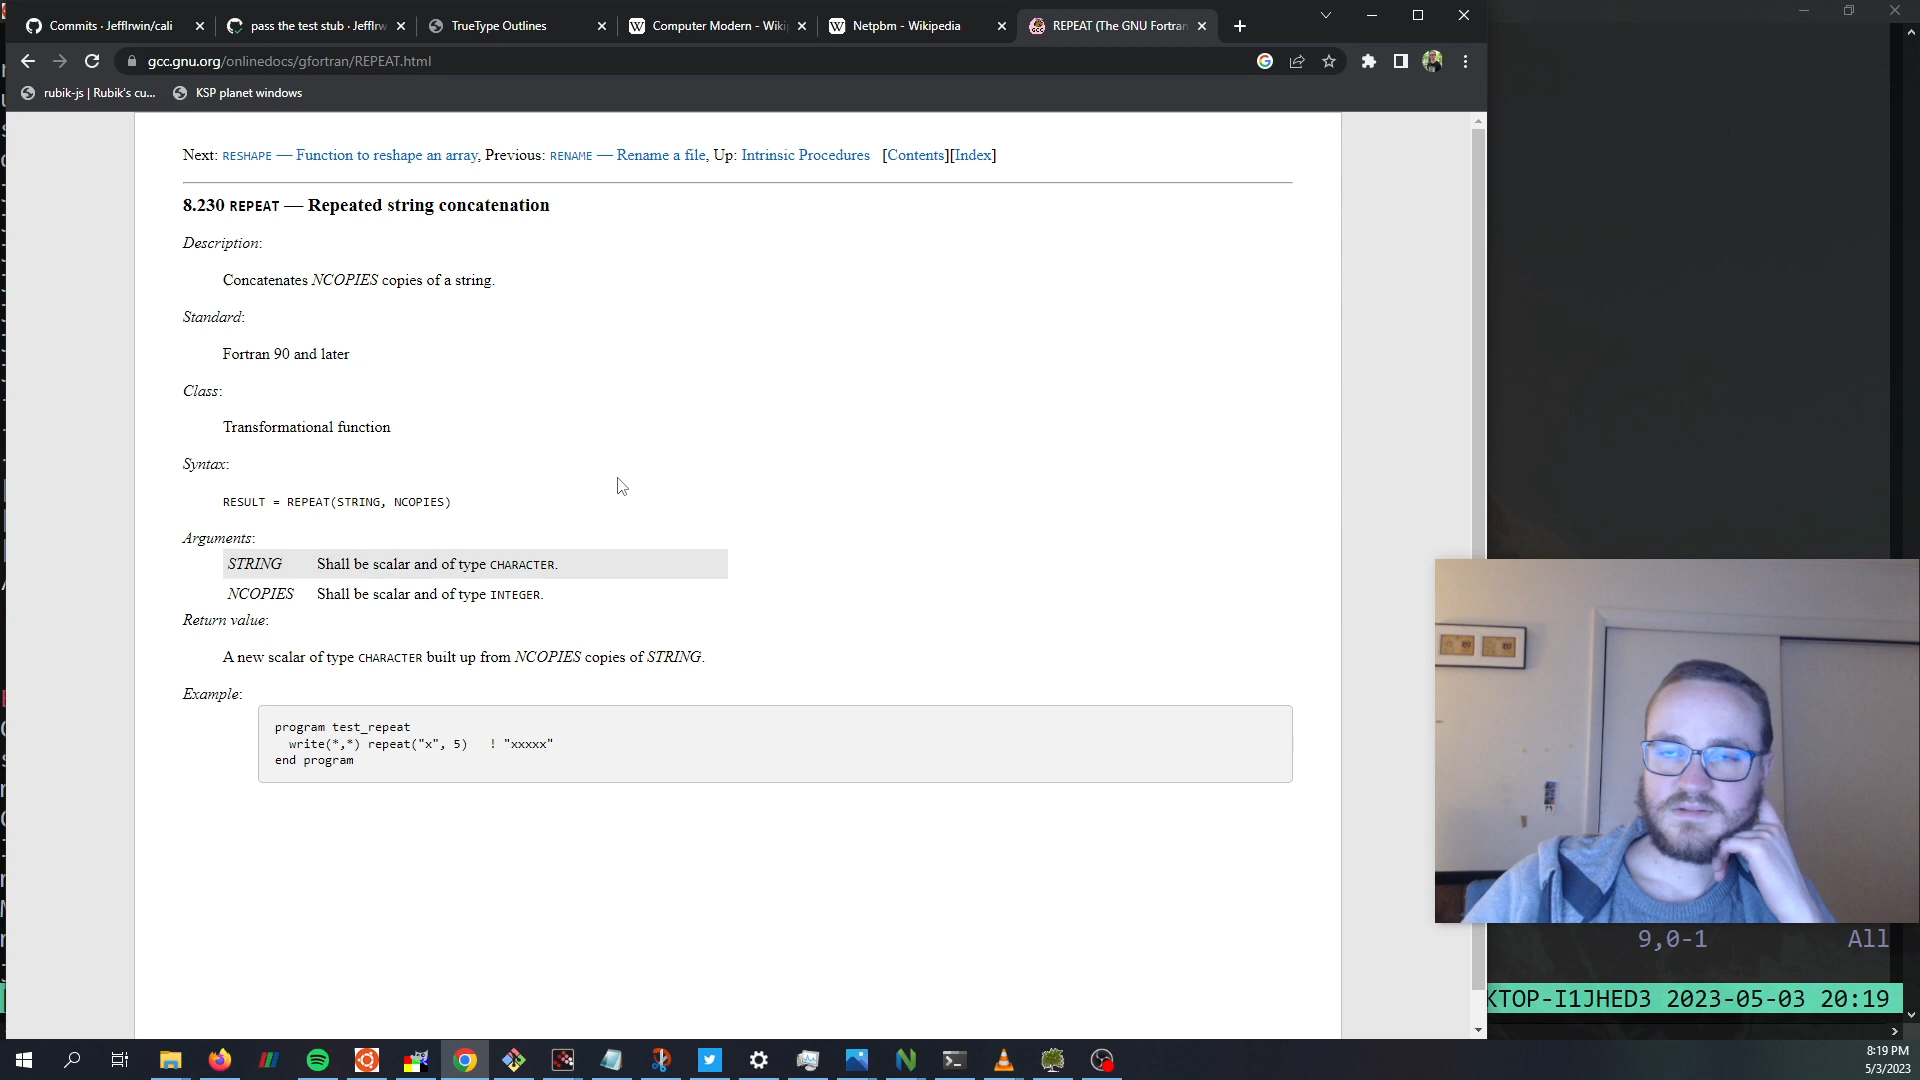 Commits · JeffIrwin/cali
pass the test stub · JeffIrw
TrueType Outlines
Computer Modern - Wiki
Netpbm - Wikipedia
REPEAT (The GNU Fortran
gcc.gnu.org/onlinedocs/gfortran/REPEAT.html
rubik-js | Rubik's cu...
KSP planet windows
Next: RESHAPE — Function to reshape an array, Previous: RENAME — Rename a file, Up: Intrinsic Procedures [Contents][Index]
8.230 REPEAT — Repeated string concatenation
Description:
Concatenates NCOPIES copies of a string.
Standard:
Fortran 90 and later
Class:
Transformational function
Syntax:
RESULT = REPEAT(STRING, NCOPIES)
Arguments:
STRING Shall be scalar and of type CHARACTER.
NCOPIES Shall be scalar and of type INTEGER.
Return value:
A new scalar of type CHARACTER built up from NCOPIES copies of STRING.
Example:
program test_repeat
write(*,*) repeat("x", 5) ! "xxxxx"
end program
9,0-1 All
KTOP-I1JHED3 2023-05-03 20:19
8:19 PM
5/3/2023